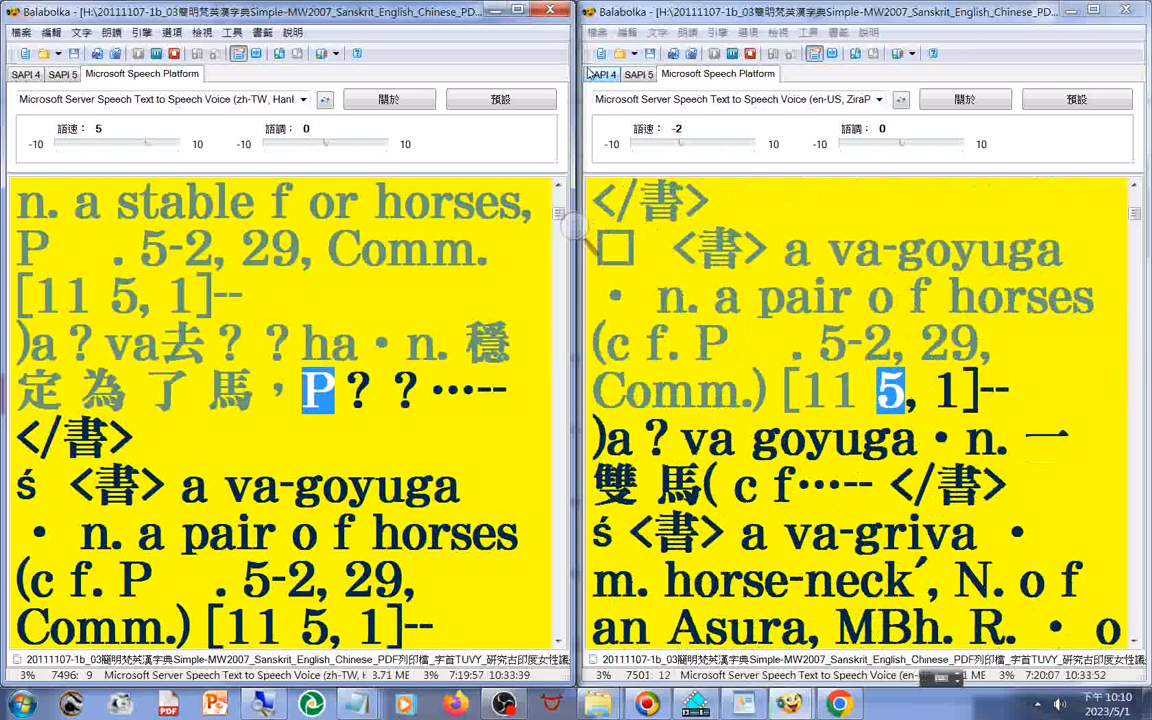 Balabolka - [H:\20111107-1b_03簡明梵英漢字典Simple-MW2007_Sanskrit_English_Chinese_PD...
檔案 編輯 文字 朗讀 引擎 選項 檢視 工具 書籤 說明
SAPI 4 SAPI 5 Microsoft Speech Platform
Microsoft Server Speech Text to Speech Voice (zh-TW, HanI
關於 預設
語速： 5 語調： 0
-10 10 -10 10
n. a stable f or horses,
P . 5-2, 29, Comm.
[11 5, 1]--
)a？va去？？ha‧n. 穩
定 為 了 馬，P？？…--
</書>
ś <書> a va-goyuga
‧ n. a pair o f horses
(c f. P . 5-2, 29,
Comm.) [11 5, 1]--
20111107-1b_03簡明梵英漢字典Simple-MW2007_Sanskrit_English_Chinese_PDF列印檔_字首TUVY_研究古印度女性議
3% 7496: 9 Microsoft Server Speech Text to Speech Voice (zh-TW, 3.71 ME 3% 7:19:57 10:33:39
Balabolka - [H:\20111107-1b_03簡明梵英漢字典Simple-MW2007_Sanskrit_English_Chinese_PD...
檔案 編輯 文字 朗讀 引擎 選項 檢視 工具 書籤 說明
SAPI 4 SAPI 5 Microsoft Speech Platform
Microsoft Server Speech Text to Speech Voice (en-US, ZiraP
關於 預設
語速： -2 語調： 0
-10 10 -10 10
</書>
□ <書> a va-goyuga
‧ n. a pair o f horses
(c f. P . 5-2, 29,
Comm.) [11 5, 1]--
)a？va goyuga‧n. 一
雙 馬( c f…-- </書>
ś <書> a va-griva ‧
m. horse-neck′, N. o f
an Asura, MBh. R. ‧ o
20111107-1b_03簡明梵英漢字典Simple-MW2007_Sanskrit_English_Chinese_PDF列印檔_字首TUVY_研究古印度女性議
3% 7501: 12 Microsoft Server Speech Text to Speech Voice (en-US, 3% 7:20:07 10:33:52
下午 10:10
2023/5/1